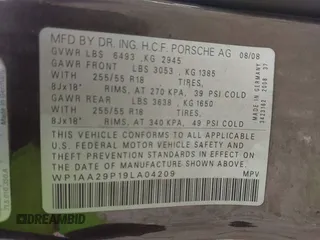 MFD BY DR. ING. H.C.F. PORSCHE AG 08/08
GVWR LBS 6493 ,KG 2945
GAWR FRONT LBS 3053 ,KG 1385
WITH 255/55 R18 TIRES,
8Jx18" RIMS, AT 270 KPA, 39 PSI COLD
GAWR REAR LBS 3638 ,KG 1650
WITH 255/55 R18 TIRES,
8Jx18" RIMS, AT 340 KPA, 49 PSI COLD
THIS VEHICLE CONFORMS TO ALL APPLICABLE
U.S. FEDERAL MOTOR VEHICLE SAFETY AND
THEFT PREVENTION STANDARDS IN EFFECT ON
THE DATE OF MANUFACTURE SHOWN ABOVE
WP1AA29P19LA04209 MPV
MADE IN GERMANY
DAMBID